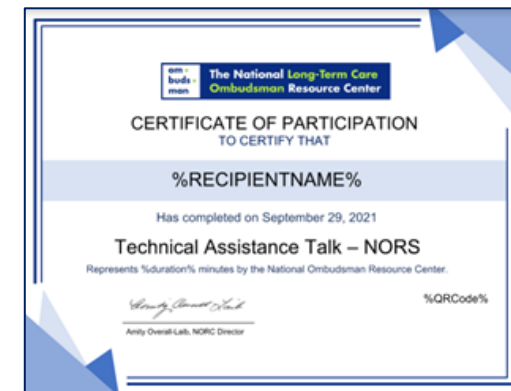 om·
buds·
man
The National Long-Term Care
Ombudsman Resource Center
CERTIFICATE OF PARTICIPATION
TO CERTIFY THAT
%RECIPIENTNAME%
Has completed on September 29, 2021
Technical Assistance Talk – NORS
Represents %duration% minutes by the National Ombudsman Resource Center.
%QRCode%
Amity Overall-Laib, NORC Director